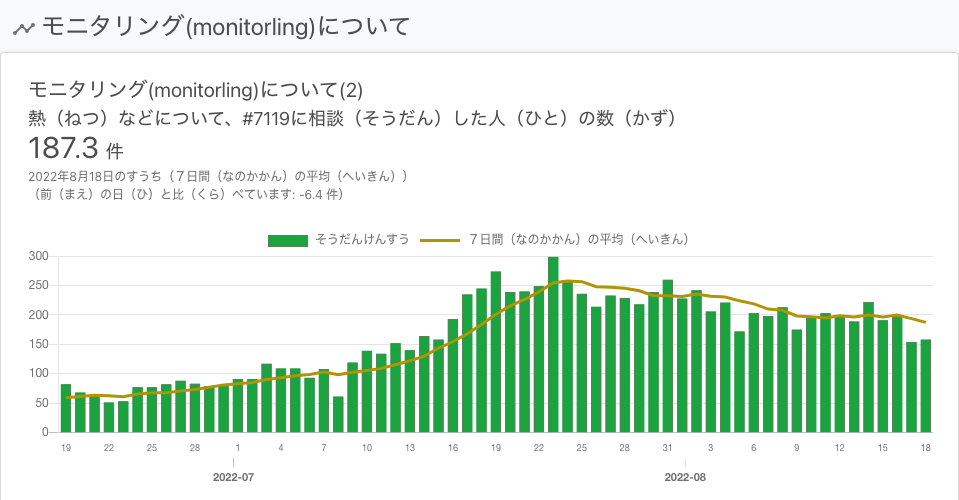 モニタリング(monitorling)について
モニタリング(monitorling)について(2)
熱（ねつ）などについて、#7119に相談（そうだん）した人（ひと）の数（かず）
187.3 件
2022年8月18日のすうち（７日間（なのかかん）の平均（へいきん））
（前（まえ）の日（ひ）と比（くら）べています: -6.4 件）
そうだんけんすう ７日間（なのかかん）の平均（へいきん）
300
250
200
150
100
50
0
19 22 25 28 1 4 7 10 13 16 19 22 25 28 31 3 6 9 12 15 18
2022-07 2022-08